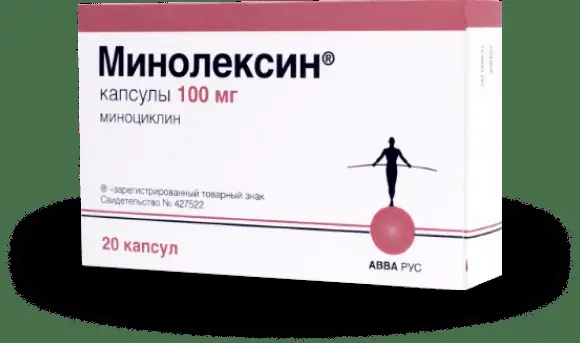 Минолексин®
капсулы 100 мг
миноциклин
® –зарегистрированный товарный знак
Свидетельство № 427522
20 капсул
АВВА РУС